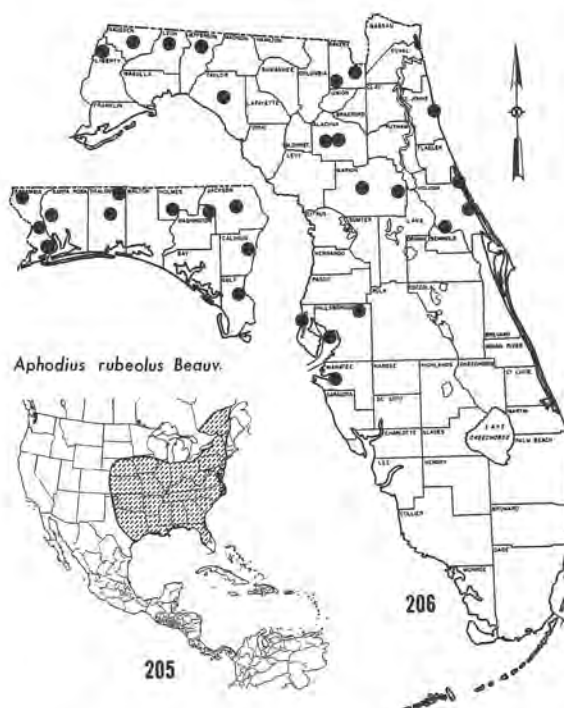 NASSAU
GADSDEN
LEON
JEFFERSON
MADISON
HAMILTON
BAKER
DUVAL
LIBERTY
WAKULLA
SUWANNEE
COLUMBIA
TAYLOR
LAFAYETTE
UNION
BRADFORD
CLAY
ST JOHNS
FRANKLIN
DIXIE
ALACHUA
PUTNAM
GILCHRIST
LEVY
FLAGLER
MARION
VOLUSIA
ESCAMBIA
SANTA ROSA
OKALOOSA
WALTON
HOLMES
JACKSON
WASHINGTON
CITRUS
SUMTER
LAKE
BAY
CALHOUN
ORANGE
SEMINOLE
HERNANDO
GULF
PASCO
POLK
OSCEOLA
HILLSBOROUGH
BREVARD
INDIAN RIVER
Aphodius rubeolus Beauv.
MANATEE
HARDEE
HIGHLANDS
OKEECHOBEE
ST LUCIE
SARASOTA
DE SOTO
MARTIN
CHARLOTTE
GLADES
LAKE
OKEECHOBEE
PALM BEACH
LEE
HENDRY
COLLIER
BROWARD
DADE
MONROE
206
205